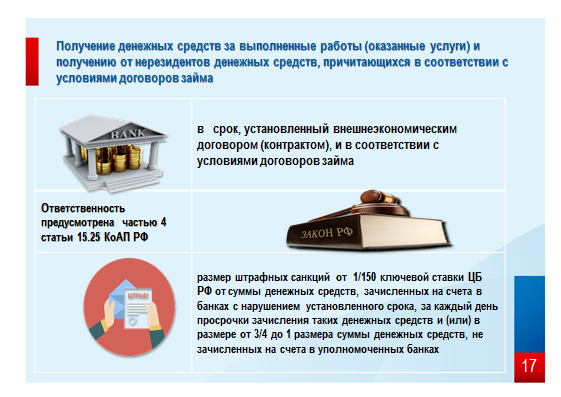 Получение денежных средств за выполненные работы (оказанные услуги) и
получению от нерезидентов денежных средств, причитающихся в соответствии с
условиями договоров займа
BANK
в срок, установленный внешнеэкономическим
договором (контрактом), и в соответствии с
условиями договоров займа
Ответственность
предусмотрена частью 4
статьи 15.25 КоАП РФ
ЗАКОН РФ
ШТРАФ
размер штрафных санкций от 1/150 ключевой ставки ЦБ
РФ от суммы денежных средств, зачисленных на счета в
банках с нарушением установленного срока, за каждый день
просрочки зачисления таких денежных средств и (или) в
размере от 3/4 до 1 размера суммы денежных средств, не
зачисленных на счета в уполномоченных банках
17